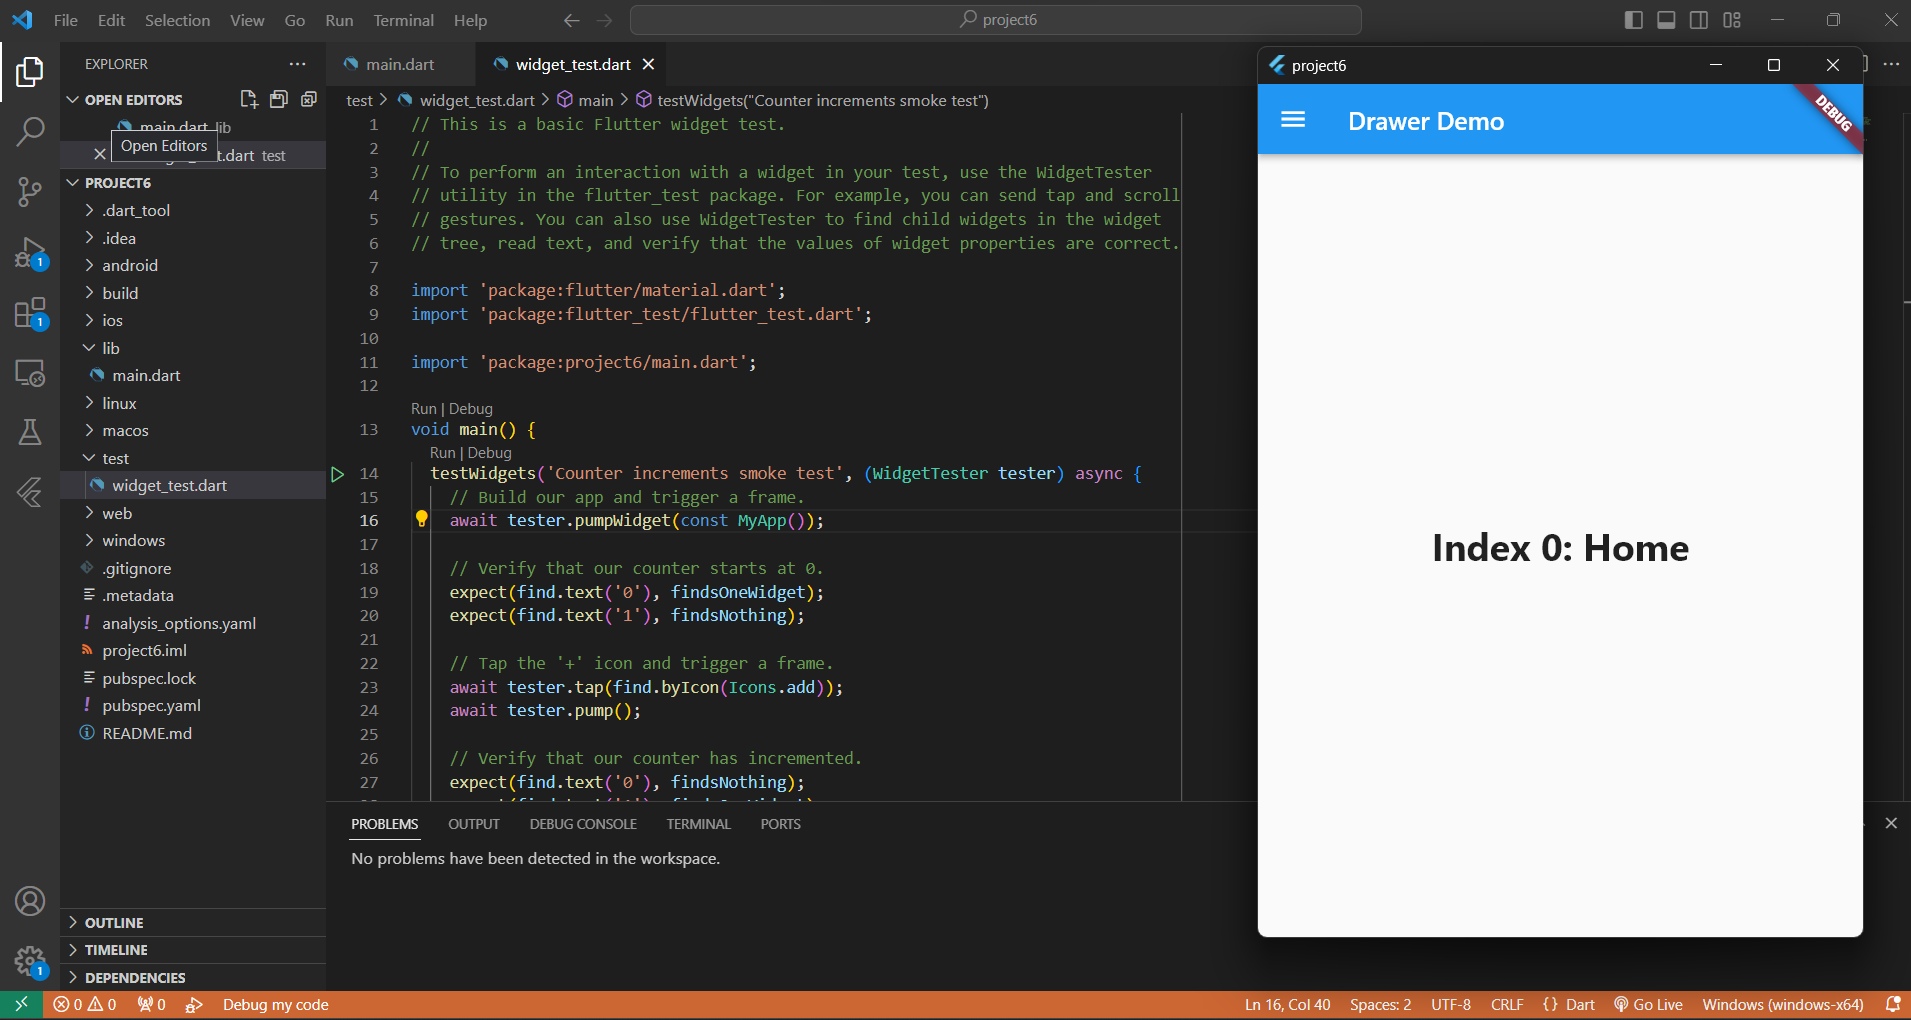 File Edit Selection View Go Run Terminal Help
project6
EXPLORER
OPEN EDITORS
main.dart lib
Open Editors
.dart test
PROJECT6
.dart_tool
.idea
android
build
ios
lib
main.dart
linux
macos
test
widget_test.dart
web
windows
.gitignore
.metadata
analysis_options.yaml
project6.iml
pubspec.lock
pubspec.yaml
README.md
OUTLINE
TIMELINE
DEPENDENCIES
1
1
1
main.dart widget_test.dart
test widget_test.dart main testWidgets("Counter increments smoke test")
1 // This is a basic Flutter widget test.
2 //
3 // To perform an interaction with a widget in your test, use the WidgetTester
4 // utility in the flutter_test package. For example, you can send tap and scroll
5 // gestures. You can also use WidgetTester to find child widgets in the widget
6 // tree, read text, and verify that the values of widget properties are correct.
7
8 import 'package:flutter/material.dart';
9 import 'package:flutter_test/flutter_test.dart';
10
11 import 'package:project6/main.dart';
12
Run | Debug
13 void main() {
Run | Debug
14 testWidgets('Counter increments smoke test', (WidgetTester tester) async {
15 // Build our app and trigger a frame.
16 await tester.pumpWidget(const MyApp());
17
18 // Verify that our counter starts at 0.
19 expect(find.text('0'), findsOneWidget);
20 expect(find.text('1'), findsNothing);
21
22 // Tap the '+' icon and trigger a frame.
23 await tester.tap(find.byIcon(Icons.add));
24 await tester.pump();
25
26 // Verify that our counter has incremented.
27 expect(find.text('0'), findsNothing);
PROBLEMS OUTPUT DEBUG CONSOLE TERMINAL PORTS
No problems have been detected in the workspace.
project6
Drawer Demo
DEBUG
Index 0: Home
0 0 0 Debug my code
Ln 16, Col 40 Spaces: 2 UTF-8 CRLF {} Dart Go Live Windows (windows-x64)